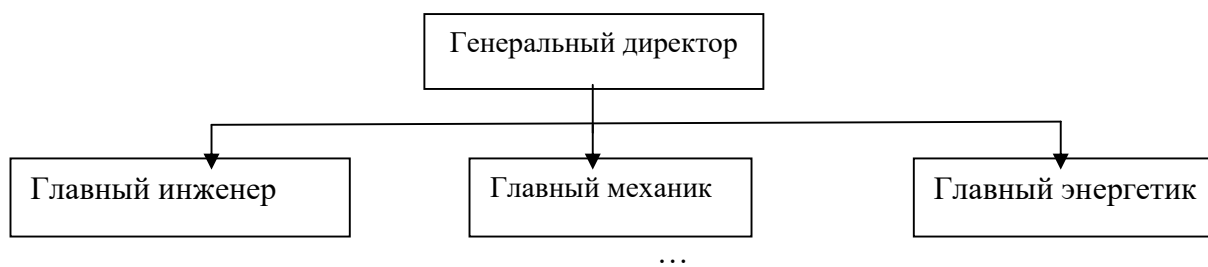 Генеральный директор
Главный инженер
Главный механик
Главный энергетик
…